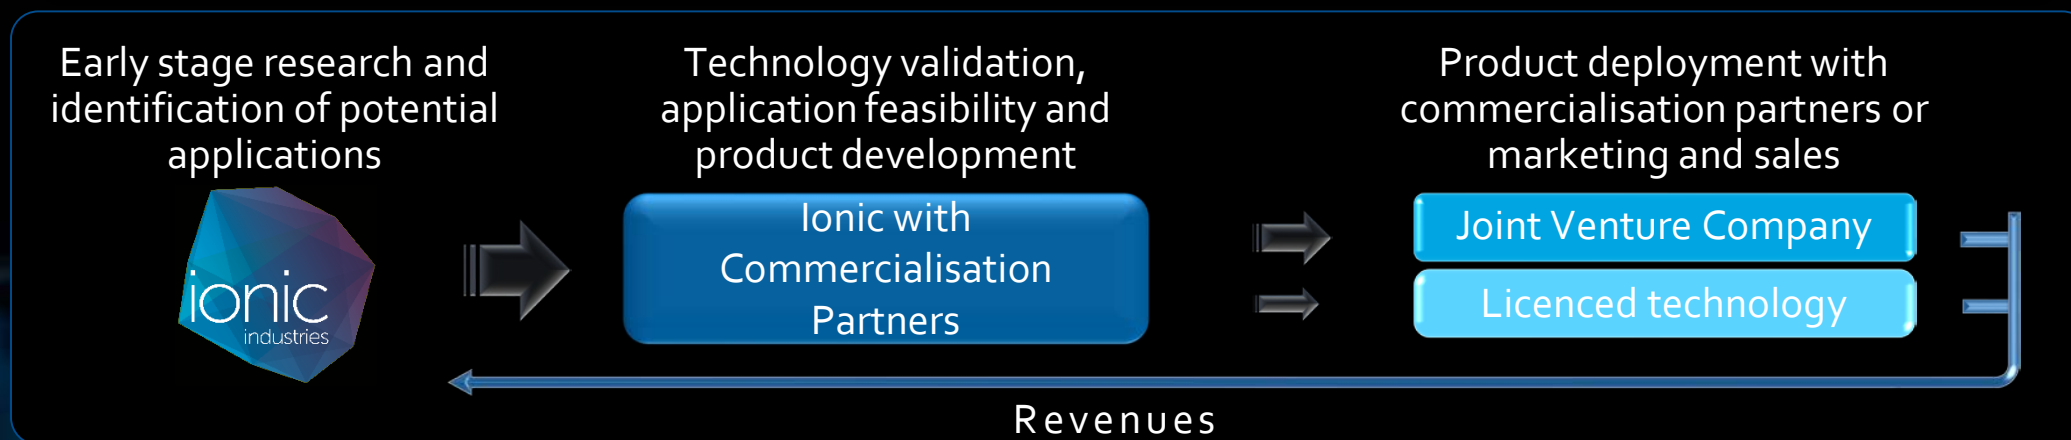 Early stage research and
identification of potential
applications
ionic
industries
Technology validation,
application feasibility and
product development
Ionic with
Commercialisation
Partners
Product deployment with
commercialisation partners or
marketing and sales
Joint Venture Company
Licenced technology
Revenues